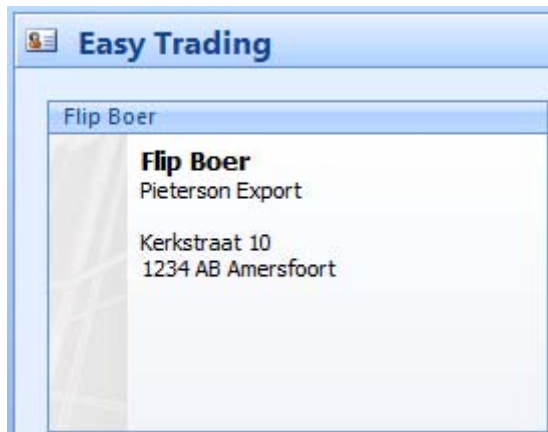 Easy Trading
Flip Boer
Flip Boer
Pieterson Export
Kerkstraat 10
1234 AB Amersfoort